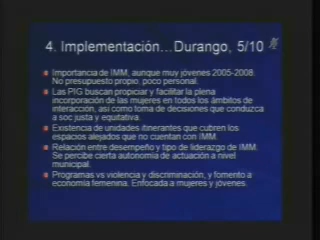 4. Implementación...Durango, 5/10
Importancia de IMM, aunque muy jóvenes 2005-2008.
No presupuesto propio, poco personal.
Las PIG buscan propiciar y facilitar la plena
incorporación de las mujeres en todos los ámbitos de
interacción, así como toma de decisiones que conduzca
a soc justa y equitativa.
Existencia de unidades itinerantes que cubren los
espacios alejados que no cuentan con IMM.
Relación entre desempeño y tipo de liderazgo de IMM.
Se percibe cierta autonomía de actuación a nivel
municipal.
Programas vs violencia y discriminación, y fomento a
economía femenina. Enfocada a mujeres y jóvenes.